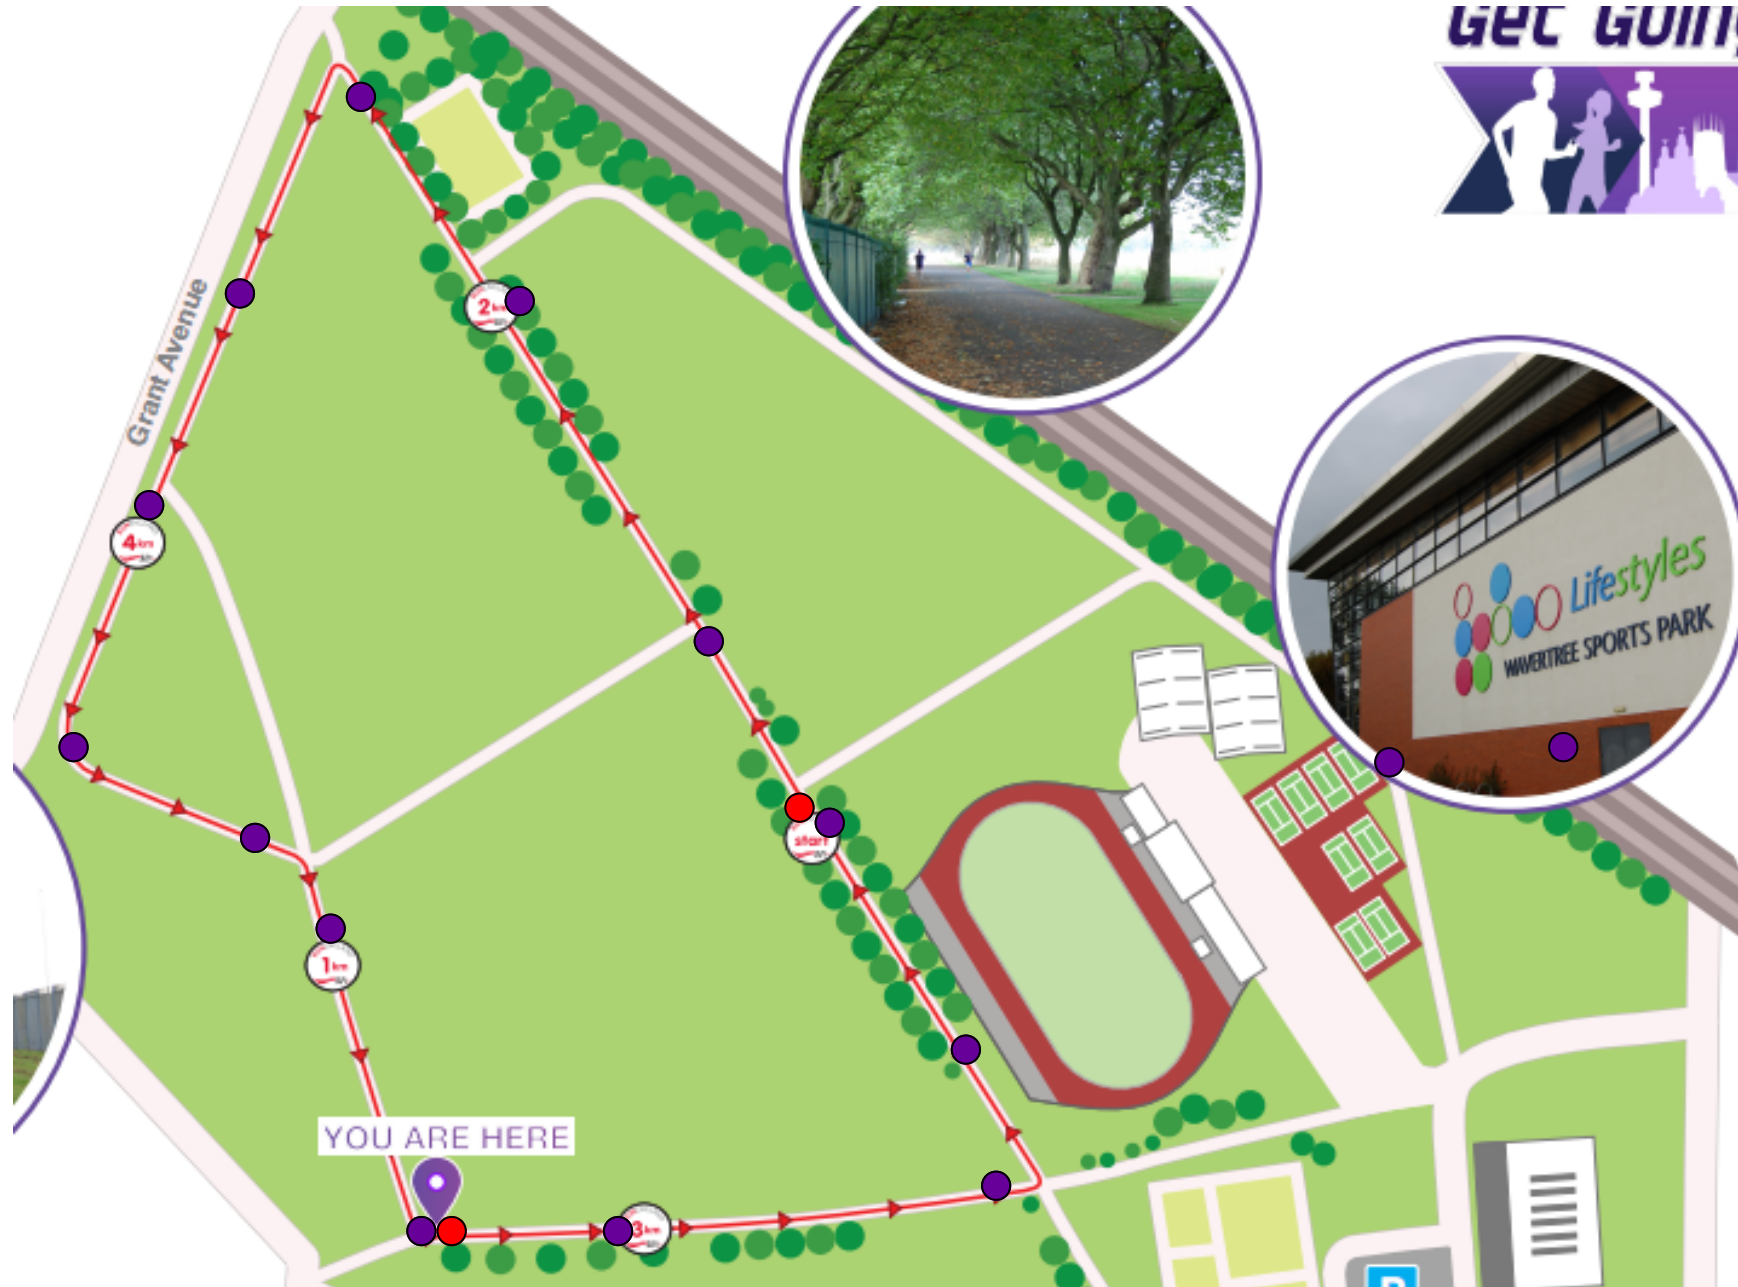 Get Going
Grant Avenue
2km
Lifestyles
WAVERTREE SPORTS PARK
4km
start
1km
YOU ARE HERE
3km
P